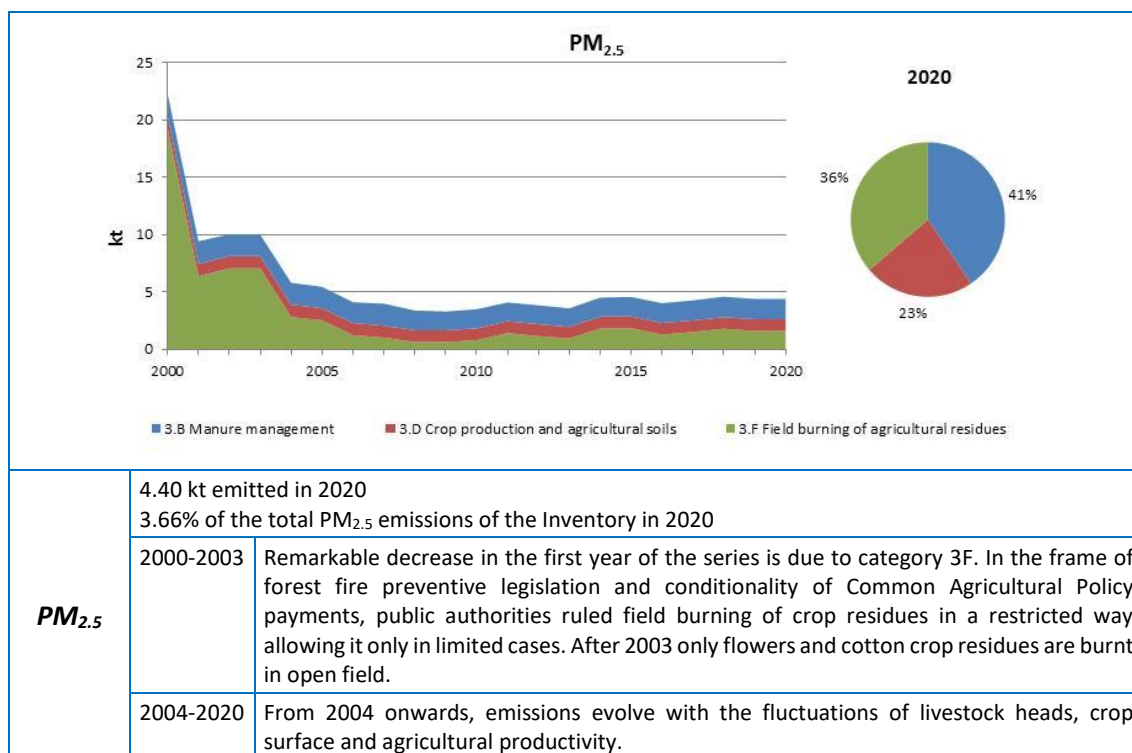 PM2.5
25
20
15
10
5
0
kt
2000
2005
2010
2015
2020
2020
36%
41%
23%
3.B Manure management
3.D Crop production and agricultural soils
3.F Field burning of agricultural residues
PM2.5
4.40 kt emitted in 2020
3.66% of the total PM2.5 emissions of the Inventory in 2020
2000-2003
Remarkable decrease in the first year of the series is due to category 3F. In the frame of
forest fire preventive legislation and conditionality of Common Agricultural Policy
payments, public authorities ruled field burning of crop residues in a restricted way
allowing it only in limited cases. After 2003 only flowers and cotton crop residues are burnt
in open field.
2004-2020
From 2004 onwards, emissions evolve with the fluctuations of livestock heads, crop
surface and agricultural productivity.